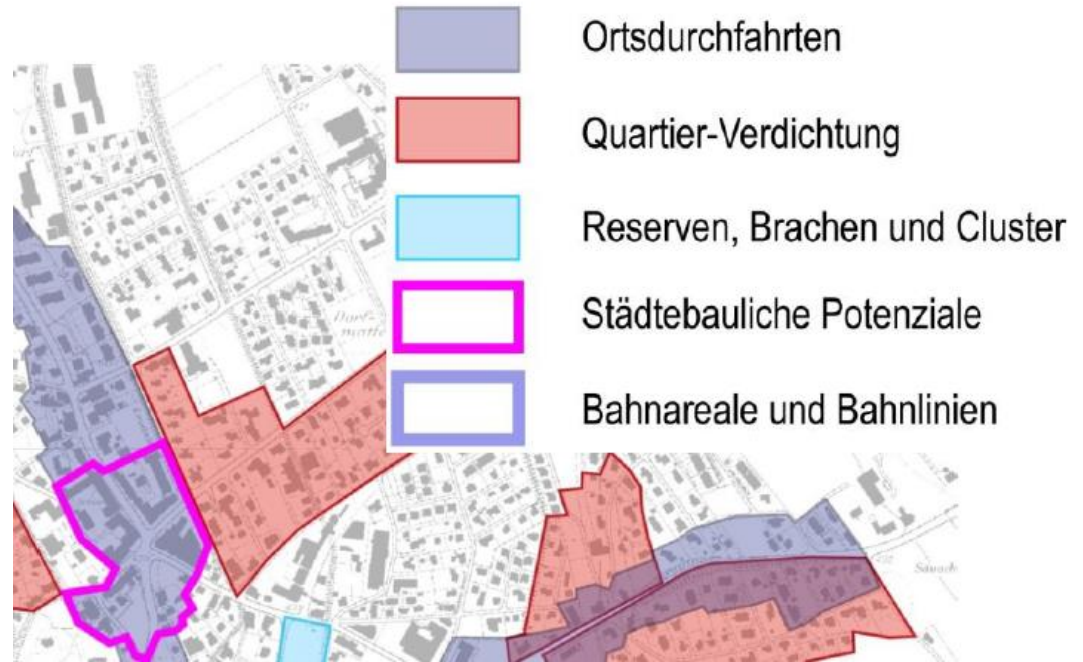 Ortsdurchfahrten
Quartier-Verdichtung
Reserven, Brachen und Cluster
Städtebauliche Potenziale
Bahnareale und Bahnlinien